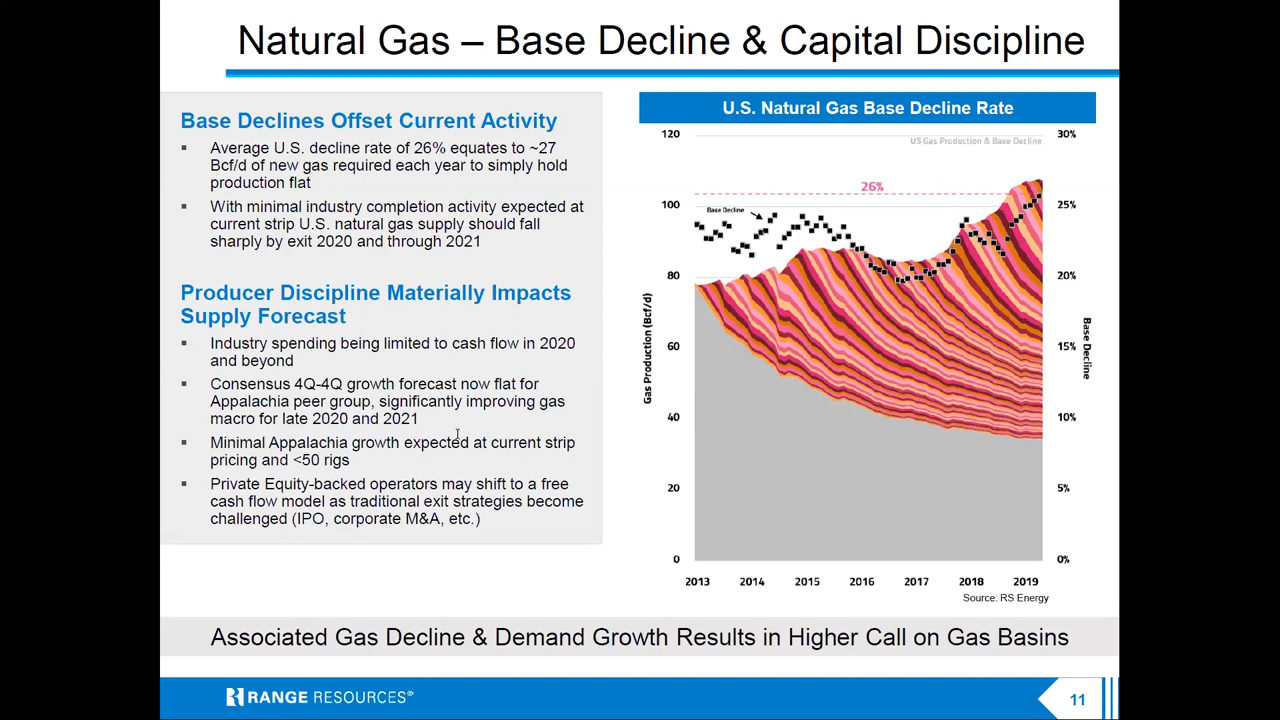 Natural Gas – Base Decline & Capital Discipline
Base Declines Offset Current Activity
▪ Average U.S. decline rate of 26% equates to ~27
Bcf/d of new gas required each year to simply hold
production flat
▪ With minimal industry completion activity expected at
current strip U.S. natural gas supply should fall
sharply by exit 2020 and through 2021
Producer Discipline Materially Impacts
Supply Forecast
▪ Industry spending being limited to cash flow in 2020
and beyond
▪ Consensus 4Q-4Q growth forecast now flat for
Appalachia peer group, significantly improving gas
macro for late 2020 and 2021
▪ Minimal Appalachia growth expected at current strip
pricing and <50 rigs
▪ Private Equity-backed operators may shift to a free
cash flow model as traditional exit strategies become
challenged (IPO, corporate M&A, etc.)
U.S. Natural Gas Base Decline Rate
US Gas Production & Base Decline
120
100
80
60
40
20
0
Gas Production (Bcf/d)
26%
Base Decline
30%
25%
20%
15%
10%
5%
0%
Base Decline
2013 2014 2015 2016 2017 2018 2019
Source: RS Energy
Associated Gas Decline & Demand Growth Results in Higher Call on Gas Basins
RANGE RESOURCES®
11